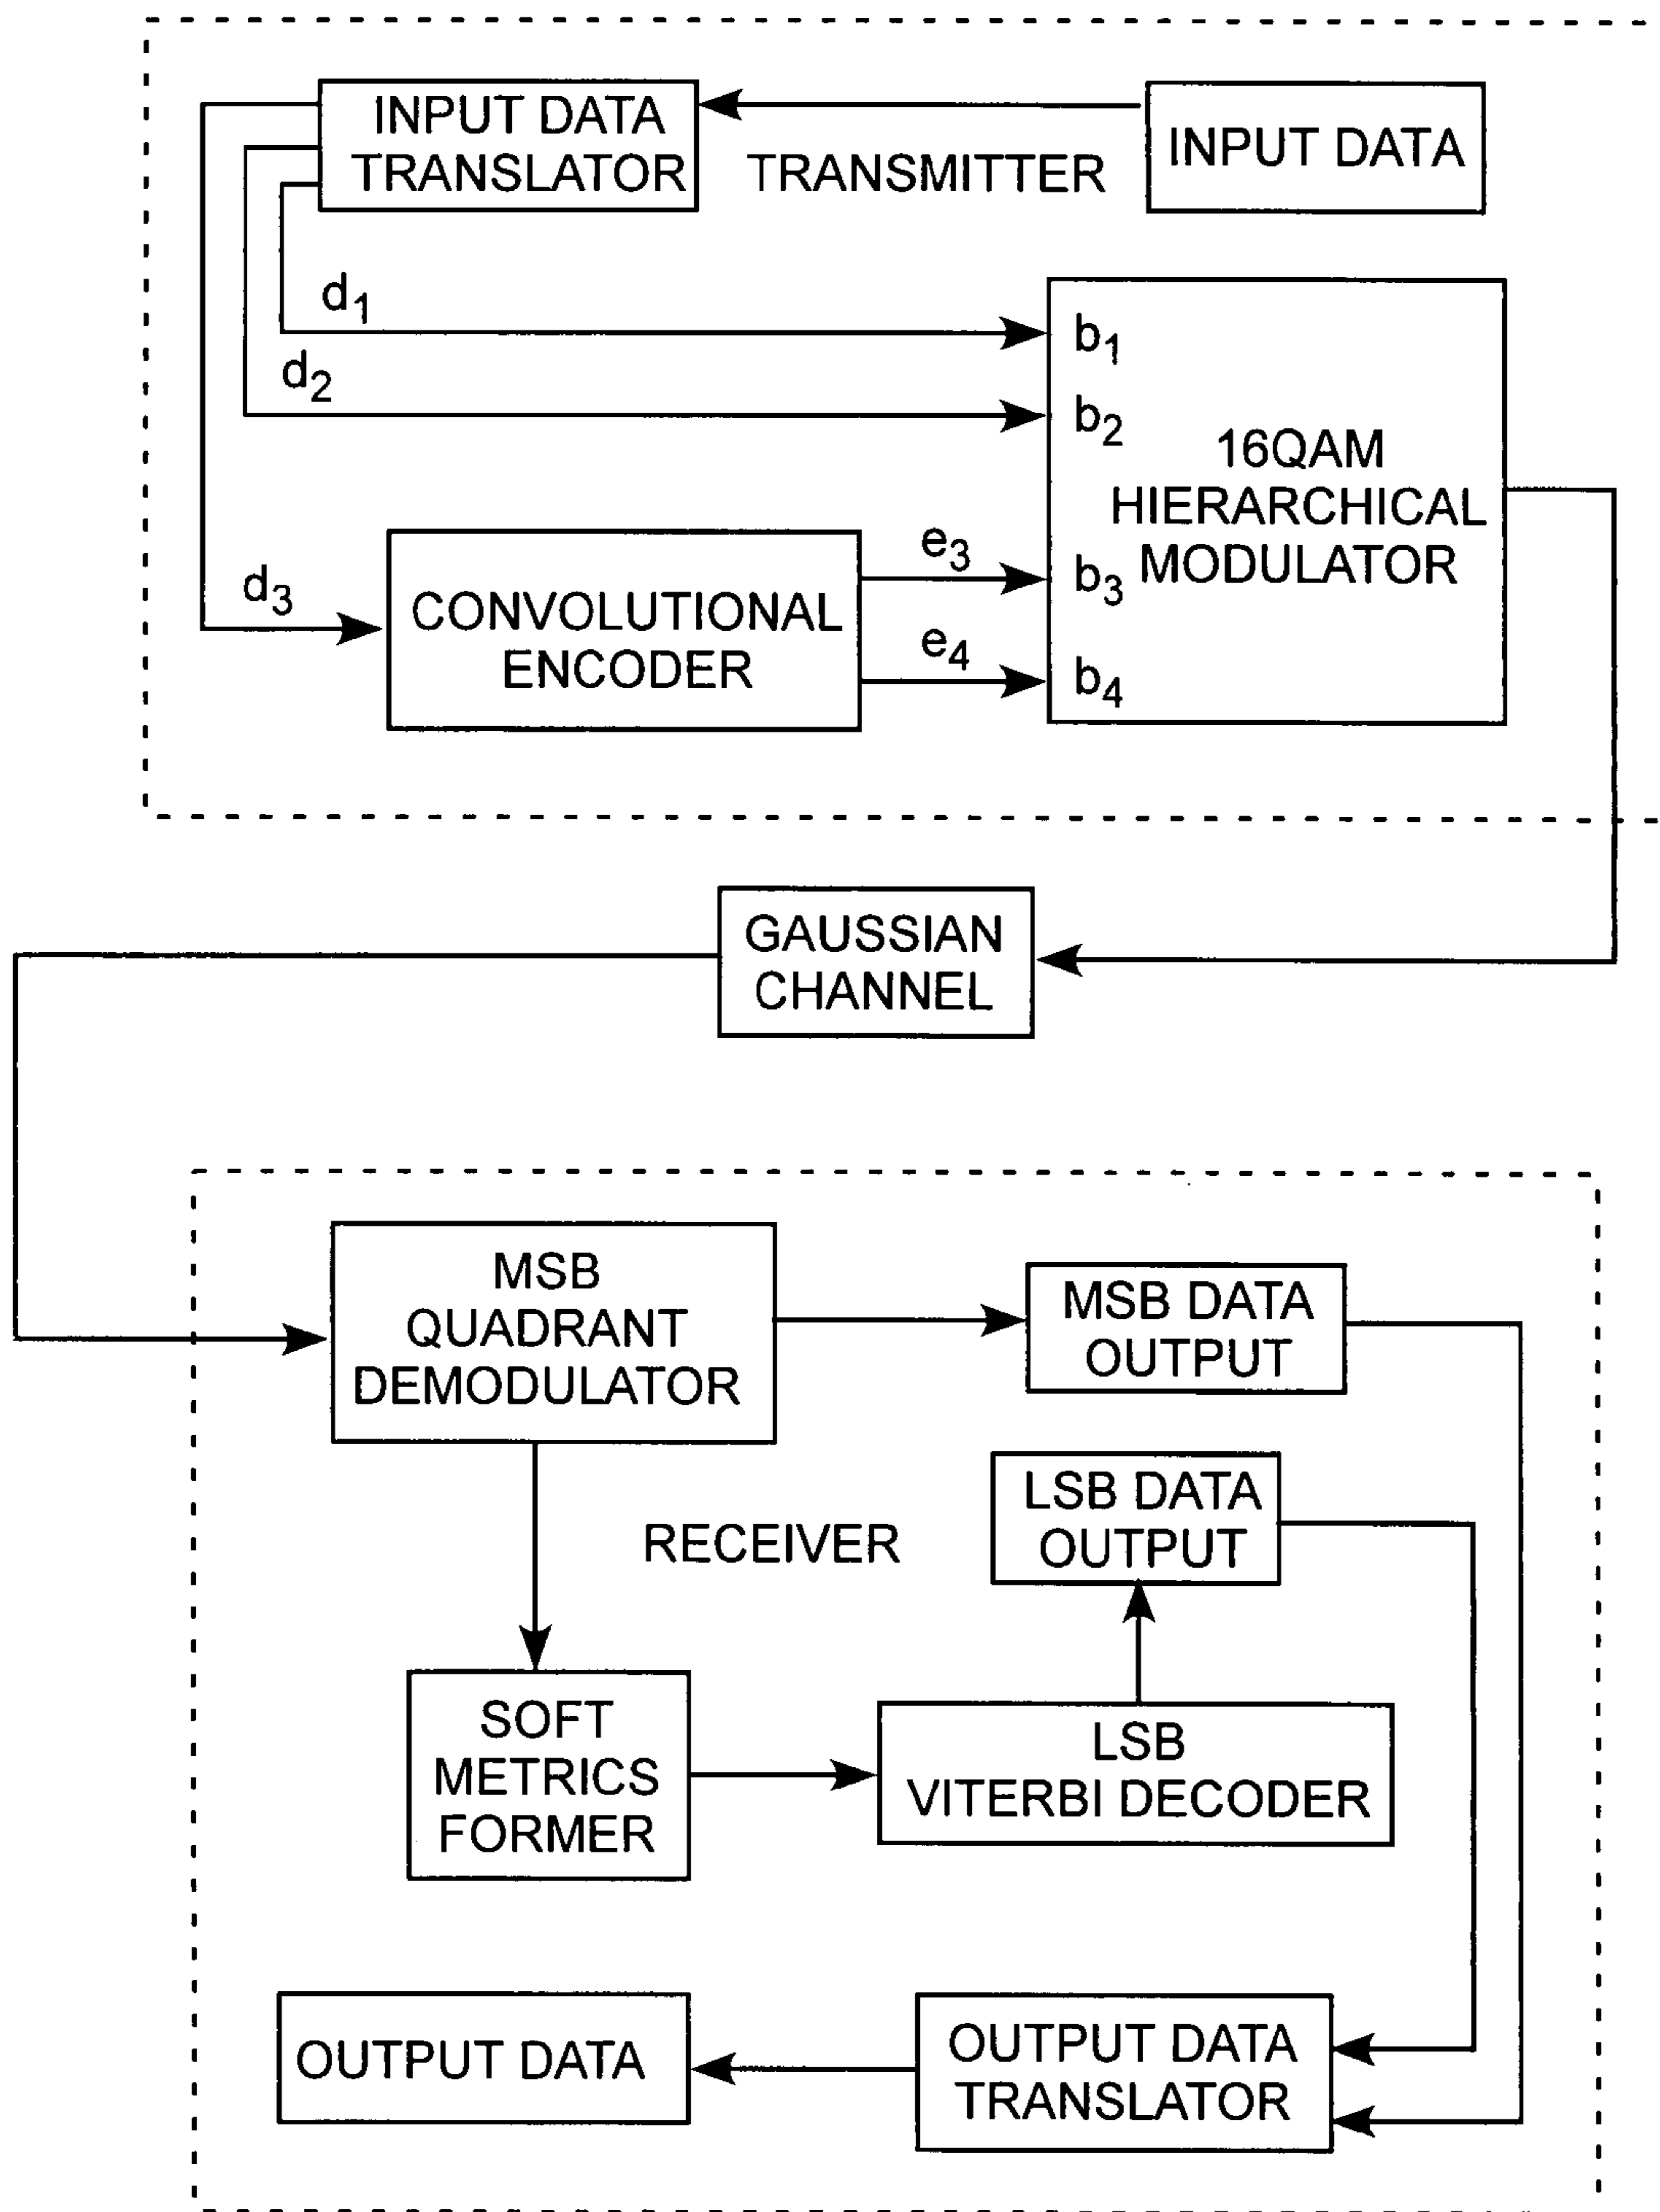 INPUT DATA
TRANSLATOR
TRANSMITTER
INPUT DATA
d1
d2
d3
CONVOLUTIONAL
ENCODER
e3
e4
b1
b2
b3
b4
16QAM
HIERARCHICAL
MODULATOR
GAUSSIAN
CHANNEL
MSB
QUADRANT
DEMODULATOR
MSB DATA
OUTPUT
LSB DATA
OUTPUT
RECEIVER
SOFT
METRICS
FORMER
LSB
VITERBI DECODER
OUTPUT DATA
OUTPUT DATA
TRANSLATOR